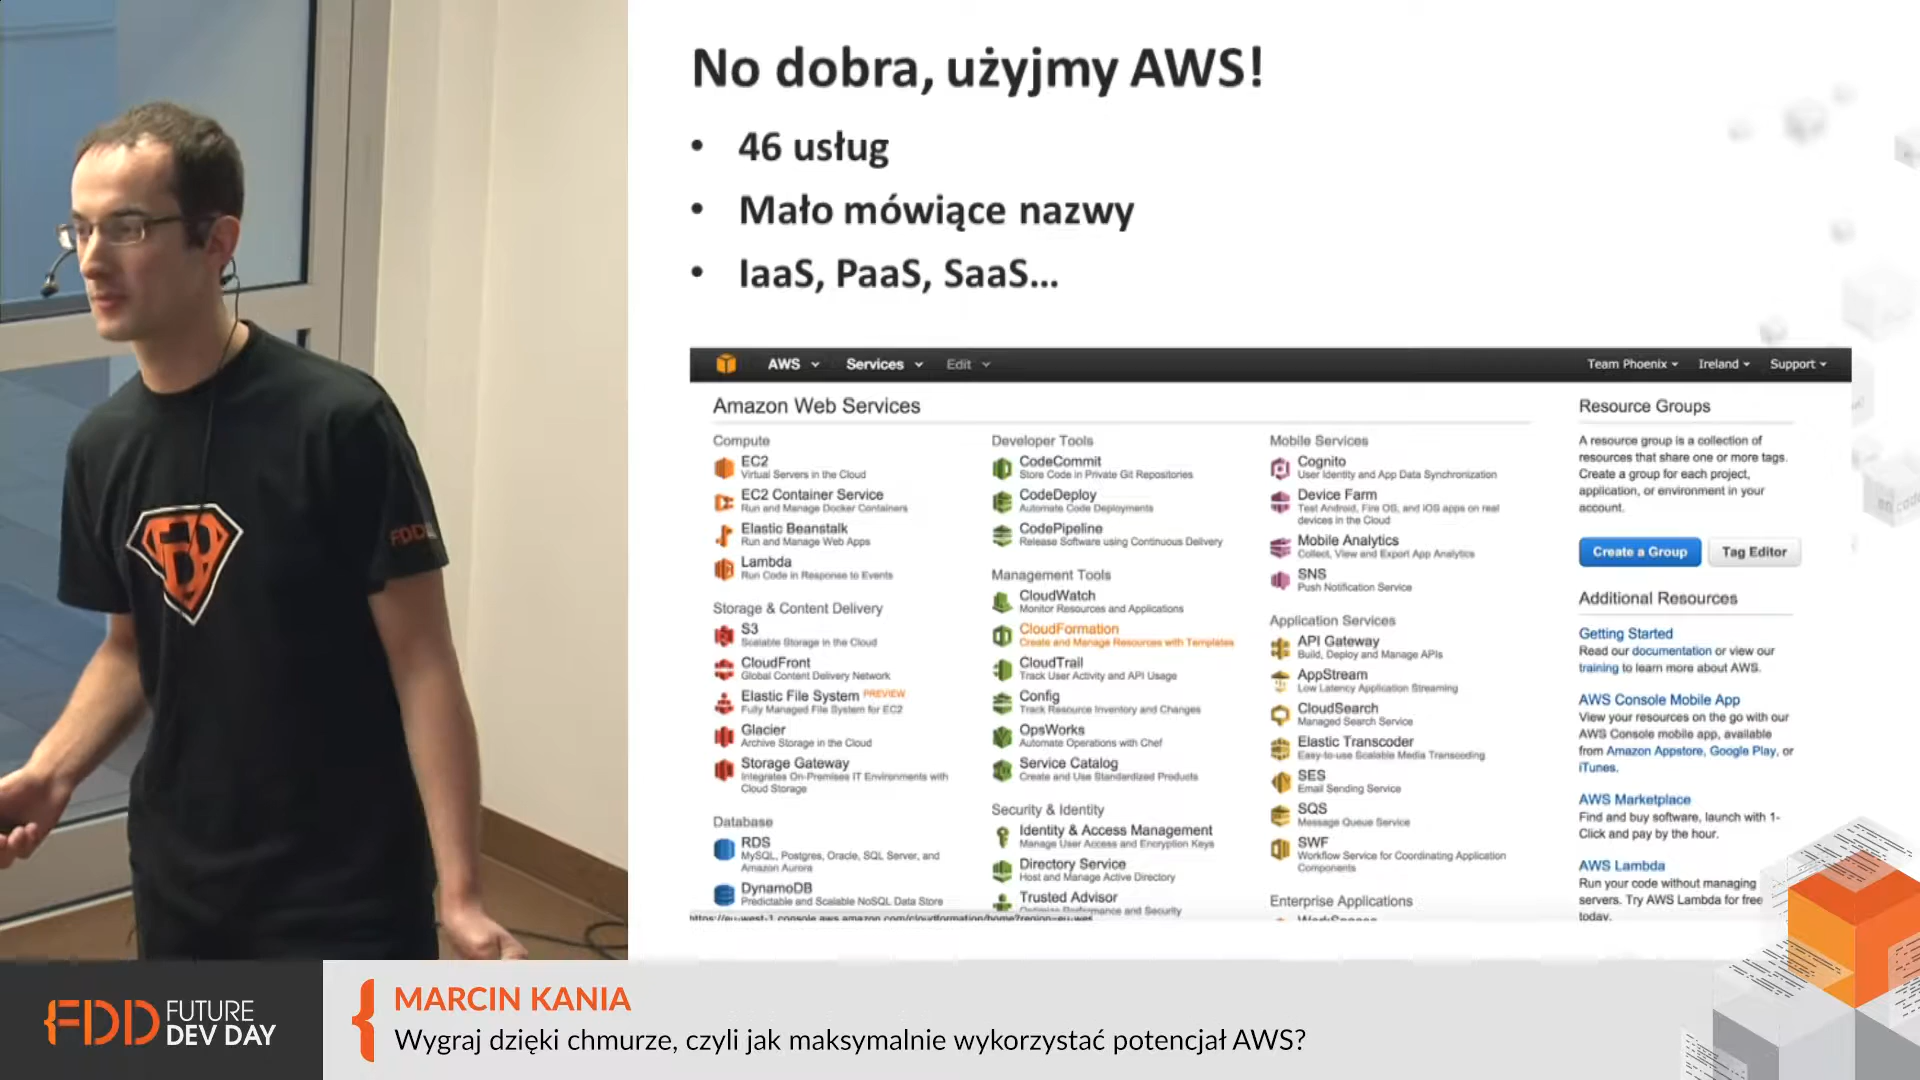 No dobra, użyjmy AWS!
• 46 usług
• Mało mówiące nazwy
• IaaS, PaaS, SaaS...
AWS Services Edit Team Phoenix Ireland Support
Amazon Web Services
Compute
EC2
Virtual Servers in the Cloud
EC2 Container Service
Run and Manage Docker Containers
Elastic Beanstalk
Run and Manage Web Apps
Lambda
Run Code in Response to Events
Storage & Content Delivery
S3
Scalable Storage in the Cloud
CloudFront
Global Content Delivery Network
Elastic File System PREVIEW
Fully Managed File System for EC2
Glacier
Archive Storage in the Cloud
Storage Gateway
Integrates On-Premises IT Environments with
Cloud Storage
Database
RDS
MySQL, Postgres, Oracle, SQL Server, and
Amazon Aurora
DynamoDB
Predictable and Scalable NoSQL Data Store
Developer Tools
CodeCommit
Store Code in Private Git Repositories
CodeDeploy
Automate Code Deployments
CodePipeline
Release Software using Continuous Delivery
Management Tools
CloudWatch
Monitor Resources and Applications
CloudFormation
Create and Manage Resources with Templates
CloudTrail
Track User Activity and API Usage
Config
Track Resource Inventory and Changes
OpsWorks
Automate Operations with Chef
Service Catalog
Create and Use Standardized Products
Security & Identity
Identity & Access Management
Manage User Access and Encryption Keys
Directory Service
Host and Manage Active Directory
Trusted Advisor
Optimize Performance and Security
Mobile Services
Cognito
User Identity and App Data Synchronization
Device Farm
Test Android, Fire OS, and iOS apps on real
devices in the Cloud
Mobile Analytics
Collect, View and Export App Analytics
SNS
Push Notification Service
Application Services
API Gateway
Build, Deploy and Manage APIs
AppStream
Low Latency Application Streaming
CloudSearch
Managed Search Service
Elastic Transcoder
Easy-to-use Scalable Media Transcoding
SES
Email Sending Service
SQS
Message Queue Service
SWF
Workflow Service for Coordinating Application
Components
Enterprise Applications
WorkSpaces
Resource Groups
A resource group is a collection of
resources that share one or more tags.
Create a group for each project,
application, or environment in your
account.
Create a Group Tag Editor
Additional Resources
Getting Started
Read our documentation or view our
training to learn more about AWS.
AWS Console Mobile App
View your resources on the go with our
AWS Console mobile app, available
from Amazon Appstore, Google Play, or
iTunes.
AWS Marketplace
Find and buy software, launch with 1-
Click and pay by the hour.
AWS Lambda
Run your code without managing
servers. Try AWS Lambda for free
today.
https://eu-west-1.console.aws.amazon.com/cloudformation/home?region=eu-wes
FDD
FDD FUTURE
DEV DAY
MARCIN KANIA
Wygraj dzięki chmurze, czyli jak maksymalnie wykorzystać potencjał AWS?